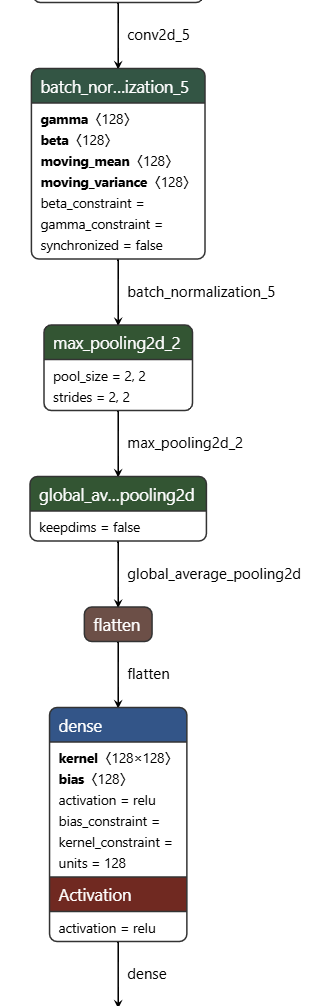 conv2d_5
batch_nor...ization_5
gamma 〈128〉
beta 〈128〉
moving_mean 〈128〉
moving_variance 〈128〉
beta_constraint =
gamma_constraint =
synchronized = false
batch_normalization_5
max_pooling2d_2
pool_size = 2, 2
strides = 2, 2
max_pooling2d_2
global_av...pooling2d
keepdims = false
global_average_pooling2d
flatten
flatten
dense
kernel 〈128×128〉
bias 〈128〉
activation = relu
bias_constraint =
kernel_constraint =
units = 128
Activation
activation = relu
dense